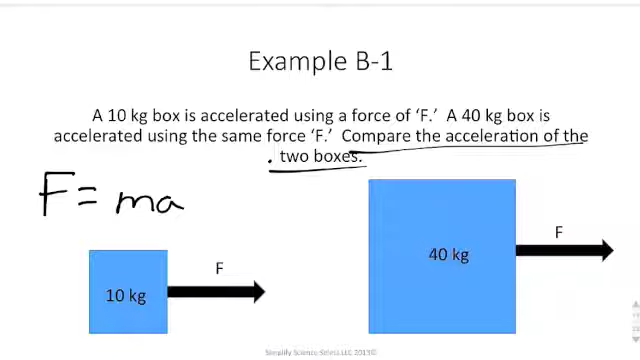 Example B-1
A 10 kg box is accelerated using a force of ‘F.’ A 40 kg box is
accelerated using the same force ‘F.’ Compare the acceleration of the
two boxes.
F = ma
F
40 kg
F
10 kg
Simplify Science Select LLC 2013©